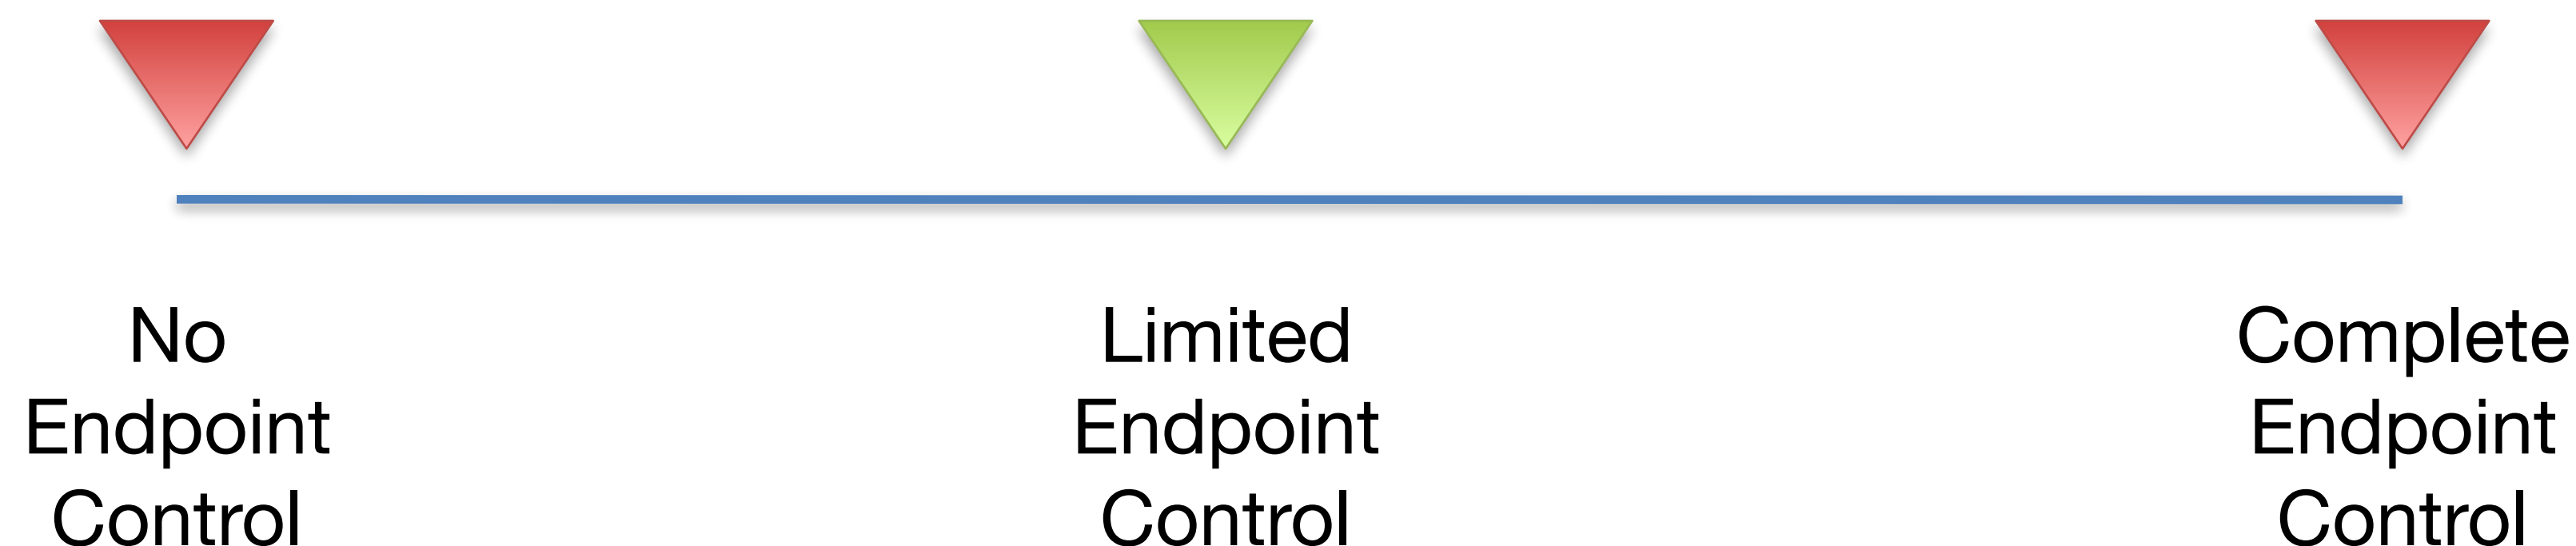 No
Endpoint
Control
Limited
Endpoint
Control
Complete
Endpoint
Control